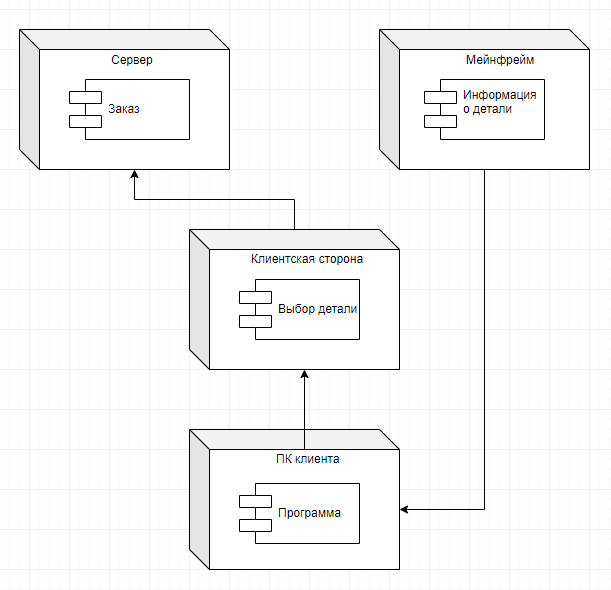 Сервер
Заказ
Мейнфрейм
Информация
о детали
Клиентская сторона
Выбор детали
ПК клиента
Программа